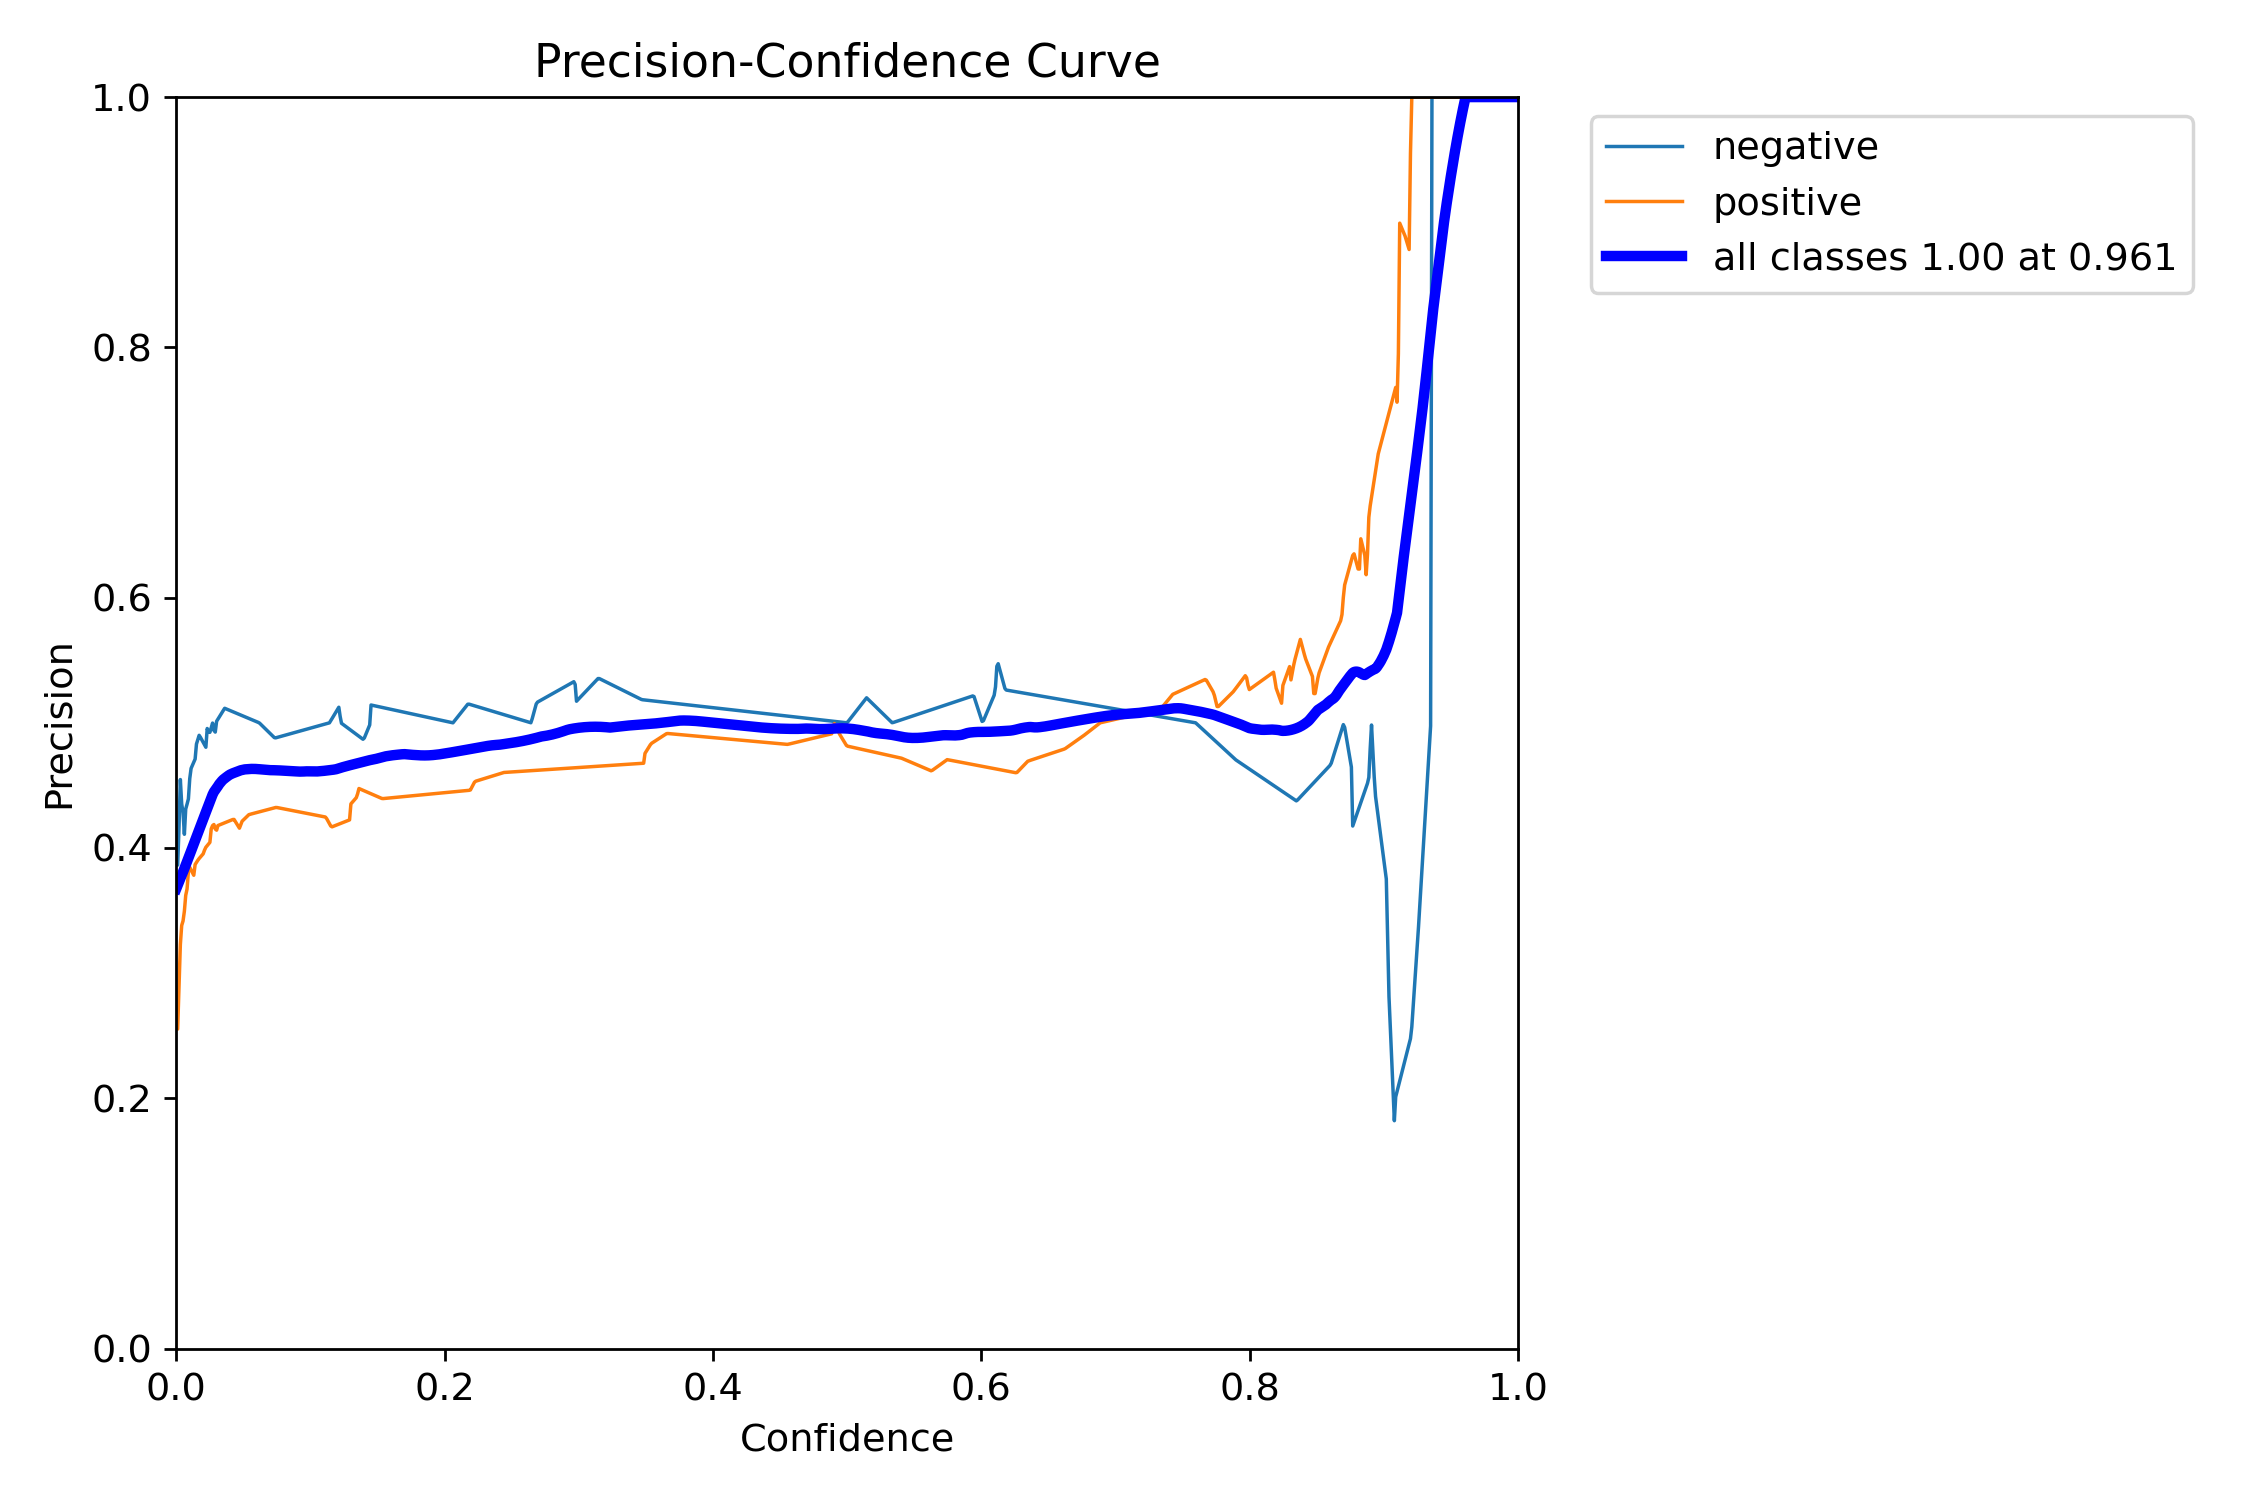 Precision-Confidence Curve
1.0
0.8
0.6
0.4
0.2
0.0
Precision
0.0 0.2 0.4 0.6 0.8 1.0
Confidence
negative
positive
all classes 1.00 at 0.961